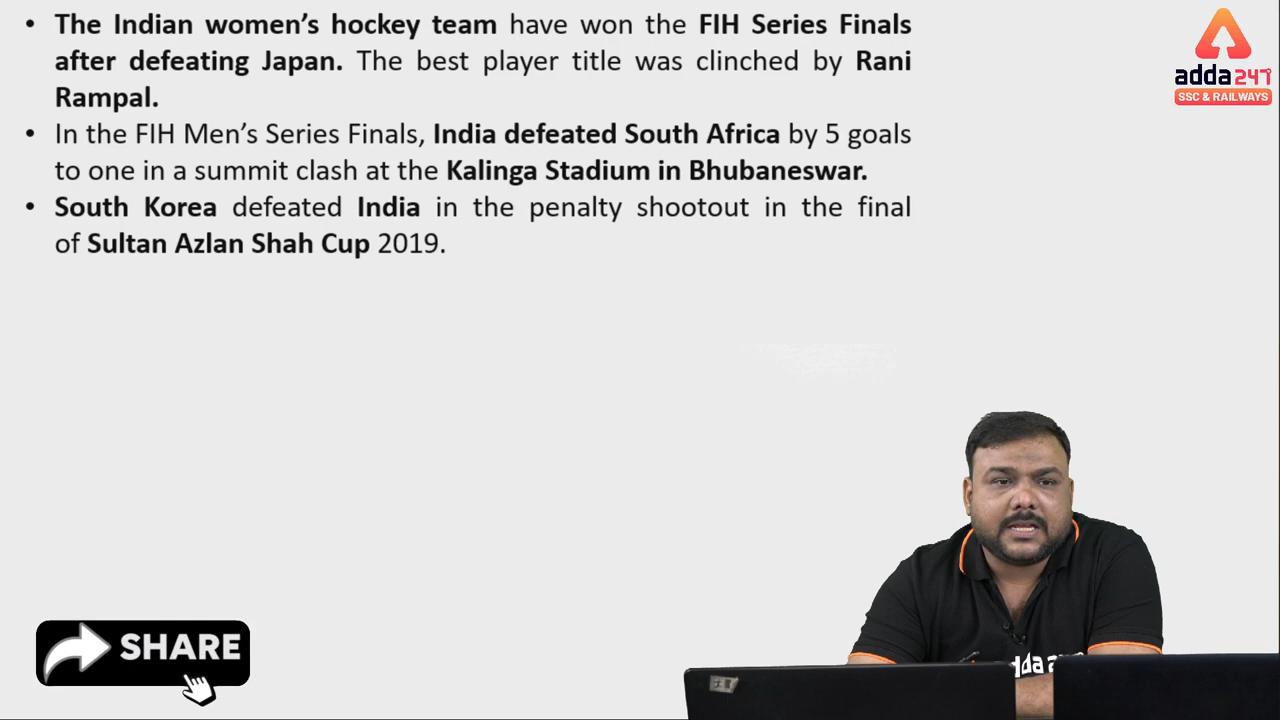 • The Indian women's hockey team have won the FIH Series Finals
after defeating Japan. The best player title was clinched by Rani
Rampal.
• In the FIH Men's Series Finals, India defeated South Africa by 5 goals
to one in a summit clash at the Kalinga Stadium in Bhubaneswar.
• South Korea defeated India in the penalty shootout in the final
of Sultan Azlan Shah Cup 2019.
adda247
SSC & RAILWAYS
SHARE